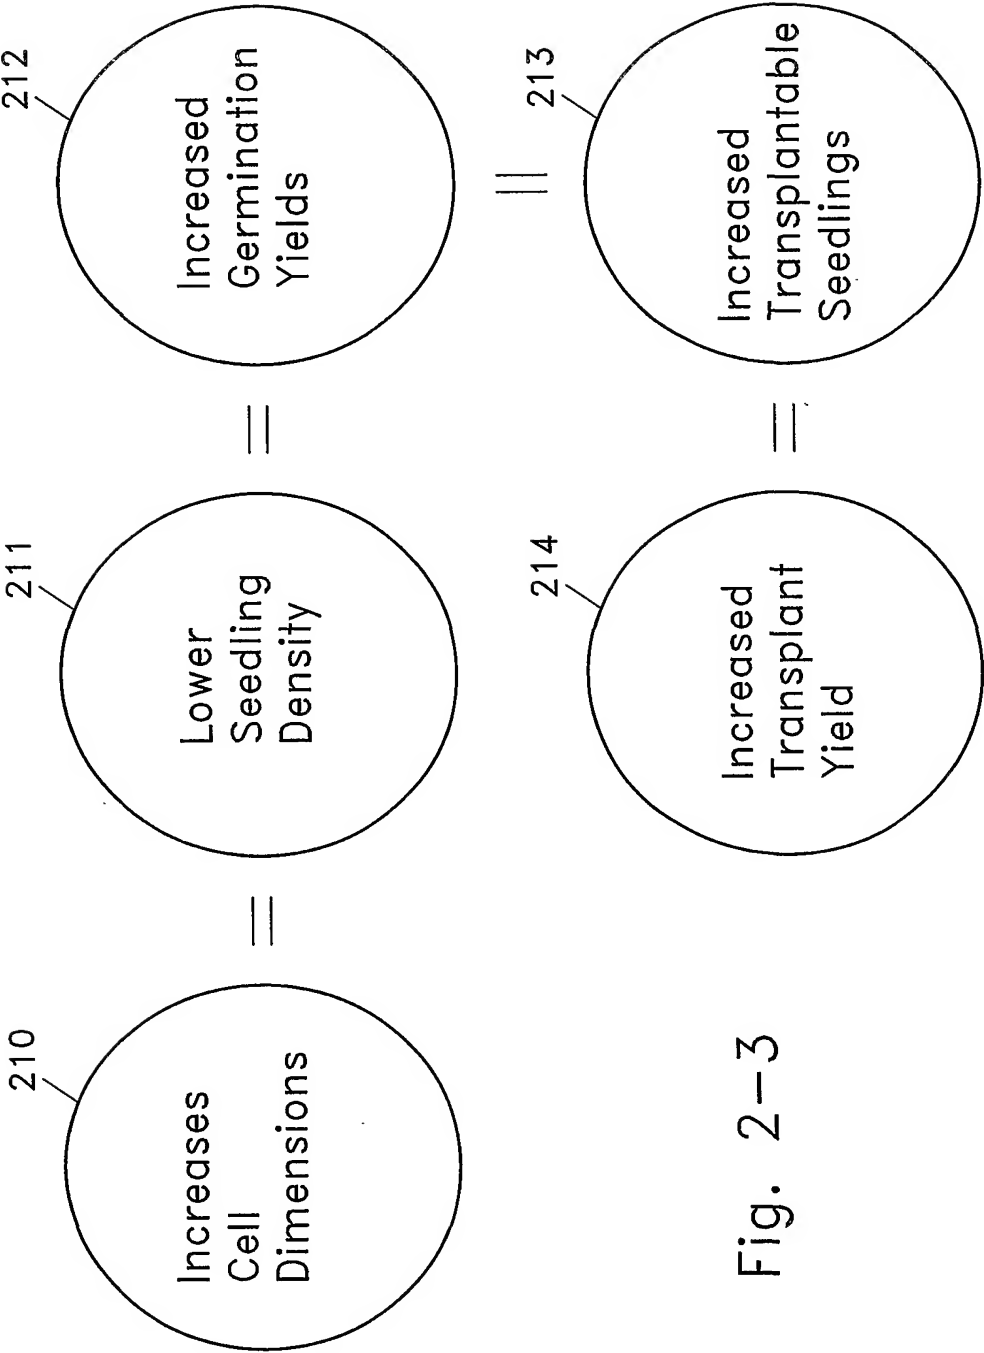 210
Increases
Cell
Dimensions
=
211
Lower
Seedling
Density
=
212
Increased
Germination
Yields
=
213
Increased
Transplantable
Seedlings
=
214
Increased
Transplant
Yield
Fig. 2-3